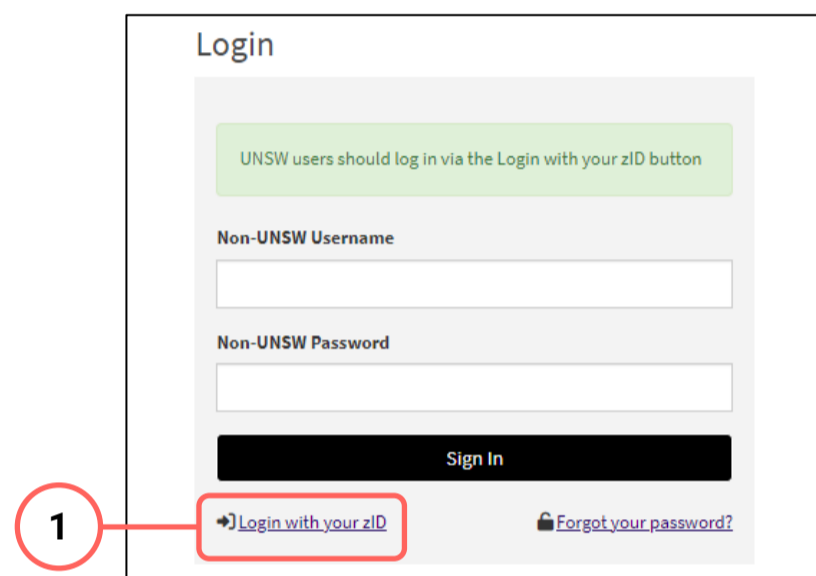 Login
UNSW users should log in via the Login with your zID button
Non-UNSW Username
Non-UNSW Password
Sign In
1
Login with your zID
Forgot your password?